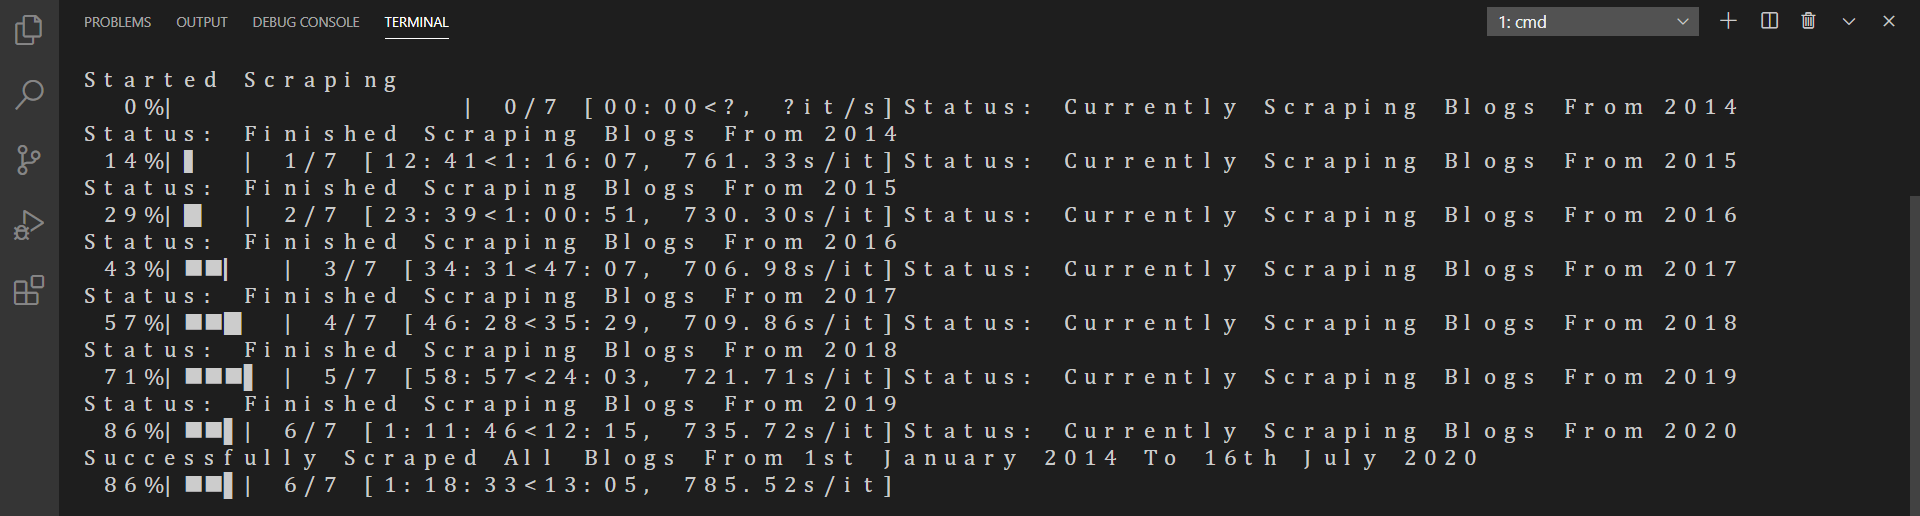 PROBLEMS OUTPUT DEBUG CONSOLE TERMINAL 1: cmd
Started Scraping
0%| | 0/7 [00:00<?, ?it/s]Status: Currently Scraping Blogs From 2014
Status: Finished Scraping Blogs From 2014
14%|▋ | 1/7 [12:41<1:16:07, 761.33s/it]Status: Currently Scraping Blogs From 2015
Status: Finished Scraping Blogs From 2015
29%|█ | 2/7 [23:39<1:00:51, 730.30s/it]Status: Currently Scraping Blogs From 2016
Status: Finished Scraping Blogs From 2016
43%|■■▏ | 3/7 [34:31<47:07, 706.98s/it]Status: Currently Scraping Blogs From 2017
Status: Finished Scraping Blogs From 2017
57%|■■█ | 4/7 [46:28<35:29, 709.86s/it]Status: Currently Scraping Blogs From 2018
Status: Finished Scraping Blogs From 2018
71%|■■■▌ | 5/7 [58:57<24:03, 721.71s/it]Status: Currently Scraping Blogs From 2019
Status: Finished Scraping Blogs From 2019
86%|■■▌| 6/7 [1:11:46<12:15, 735.72s/it]Status: Currently Scraping Blogs From 2020
Successfully Scraped All Blogs From 1st January 2014 To 16th July 2020
86%|■■▌| 6/7 [1:18:33<13:05, 785.52s/it]